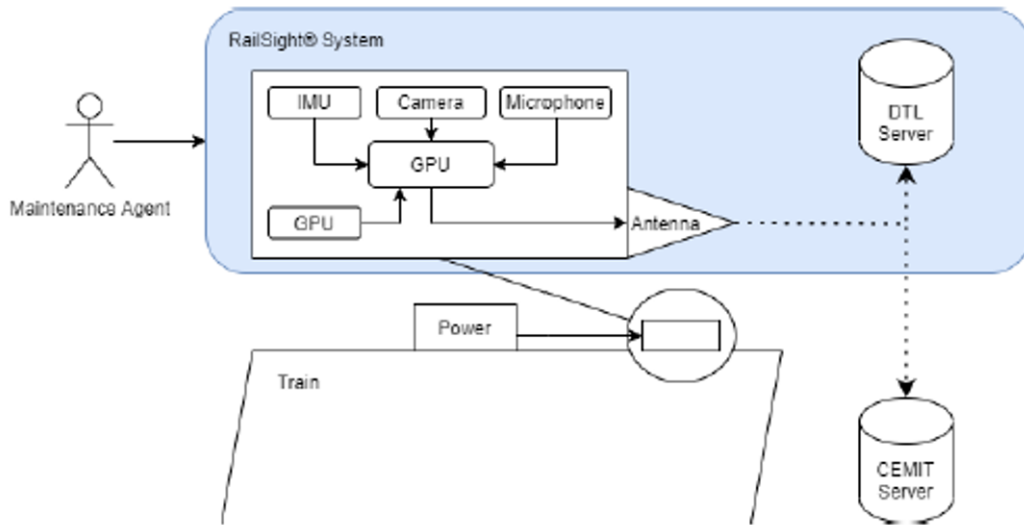 RailSight® System
IMU
Camera
Microphone
GPU
GPU
Antenna
DTL
Server
Maintenance Agent
Power
Train
CEMIT
Server